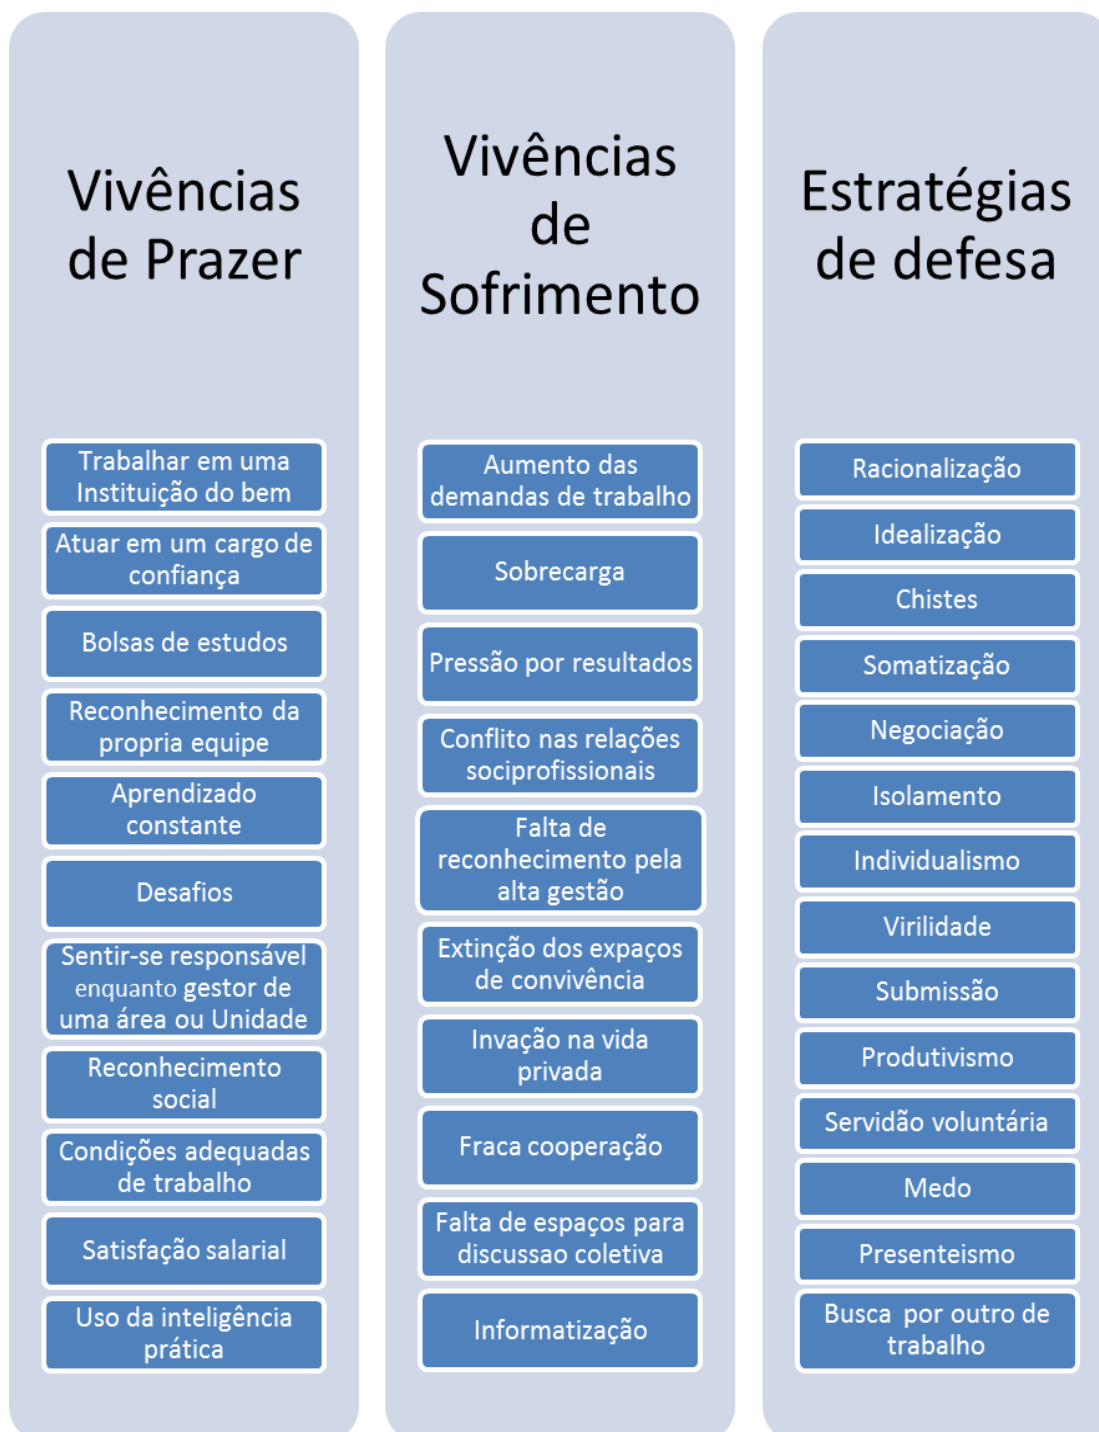 Vivências
de Prazer
Trabalhar em uma
Instituição do bem
Atuar em um cargo de
confiança
Bolsas de estudos
Reconhecimento da
propria equipe
Aprendizado
constante
Desafios
Sentir-se responsável
enquanto gestor de
uma área ou Unidade
Reconhecimento
social
Condições adequadas
de trabalho
Satisfação salarial
Uso da inteligência
prática
Vivências
de
Sofrimento
Aumento das
demandas de trabalho
Sobrecarga
Pressão por resultados
Conflito nas relações
sociprofissionais
Falta de
reconhecimento pela
alta gestão
Extinção dos expaços
de convivência
Invação na vida
privada
Fraca cooperação
Falta de espaços para
discussao coletiva
Informatização
Estratégias
de defesa
Racionalização
Idealização
Chistes
Somatização
Negociação
Isolamento
Individualismo
Virilidade
Submissão
Produtivismo
Servidão voluntária
Medo
Presenteismo
Busca por outro de
trabalho